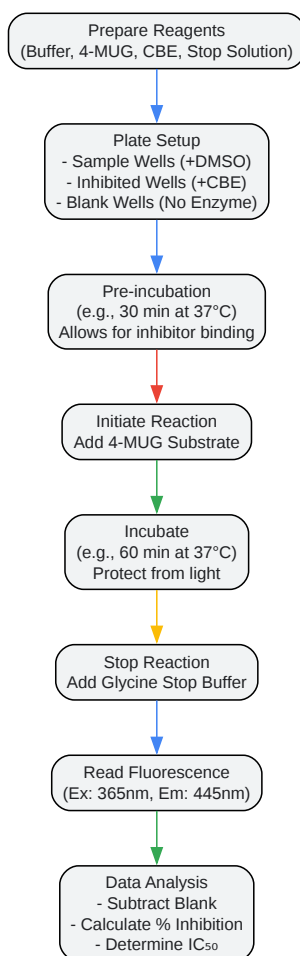 Prepare Reagents
(Buffer, 4-MUG, CBE, Stop Solution)
Plate Setup
- Sample Wells (+DMSO)
- Inhibited Wells (+CBE)
- Blank Wells (No Enzyme)
Pre-incubation
(e.g., 30 min at 37°C)
Allows for inhibitor binding
Initiate Reaction
Add 4-MUG Substrate
Incubate
(e.g., 60 min at 37°C)
Protect from light
Stop Reaction
Add Glycine Stop Buffer
Read Fluorescence
(Ex: 365nm, Em: 445nm)
Data Analysis
- Subtract Blank
- Calculate % Inhibition
- Determine IC₅₀